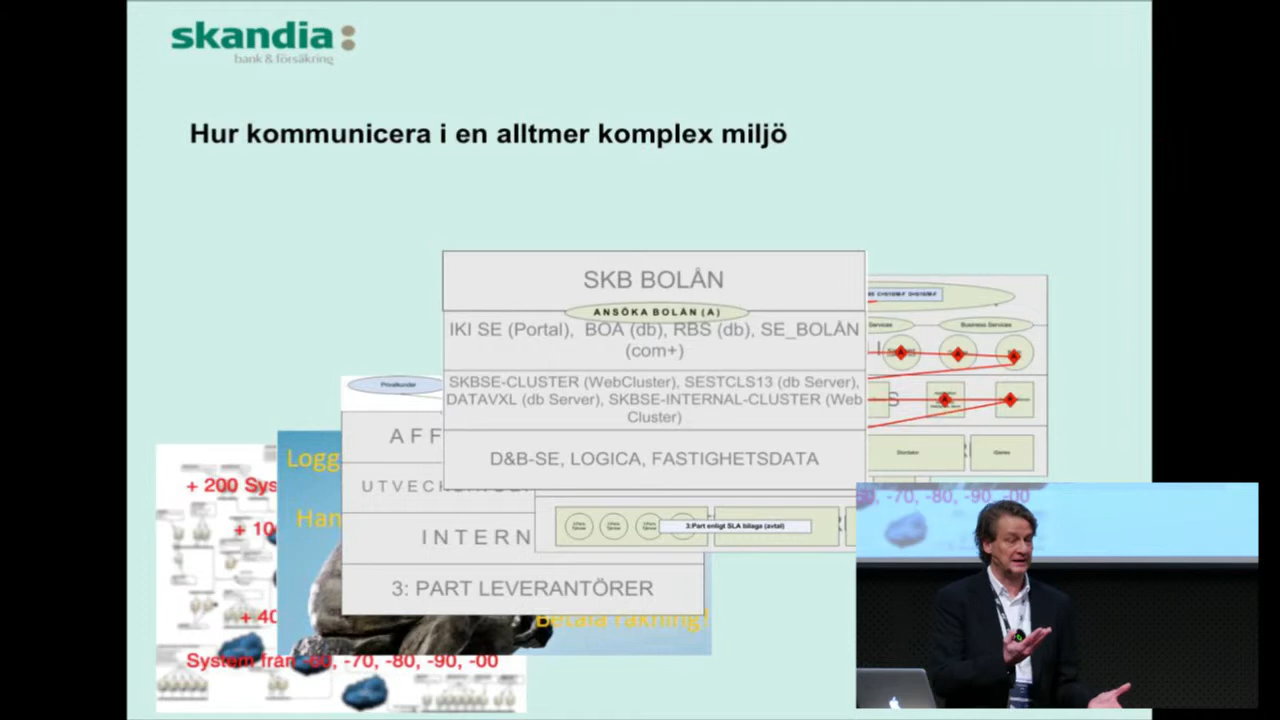 skandia:
bank & försäkring
Hur kommunicera i en alltmer komplex miljö
SKB BOLÅN
ANSÖKA BOLÅN (A)
IKI SE (Portal), BOA (db), RBS (db), SE_BOLÅN
(com+)
SKBSE-CLUSTER (WebCluster), SESTCLS13 (db Server),
DATAVXL (db Server), SKBSE-INTERNAL-CLUSTER (Web
Cluster)
D&B-SE, LOGICA, FASTIGHETSDATA
Services
Business Services
Privatkunder
AFF
Logg
+ 200 Sys
UTVECK
Han
+ 10
3:Part enligt SLA bilaga (avtal)
INTERN
3: PART LEVERANTÖRER
+ 40
Betala räkning!
System från -60, -70, -80, -90, -00
-70, -80, -90, -00